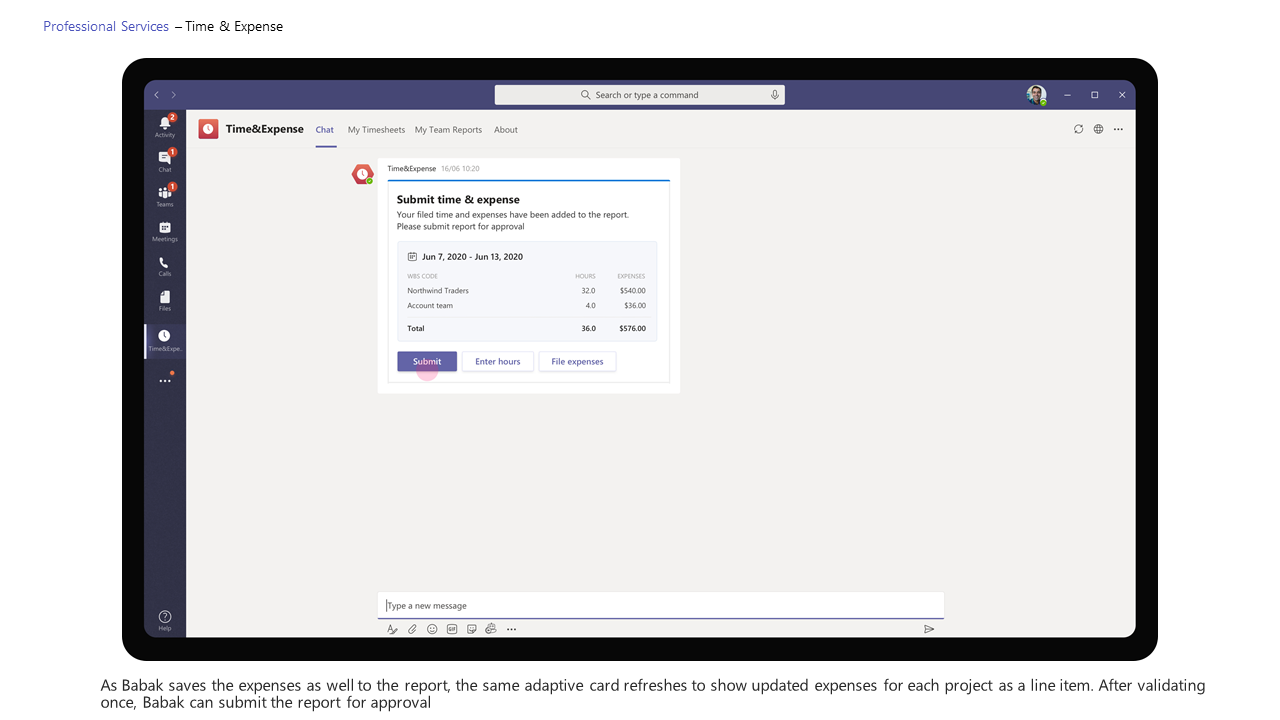 Professional Services – Time & Expense
Search or type a command
2
Activity
Time&Expense Chat My Timesheets My Team Reports About
1
Chat
1
Teams
Meetings
Calls
Files
Time&Expe..
Help
Time&Expense 16/06 10:20
Submit time & expense
Your filed time and expenses have been added to the report.
Please submit report for approval
Jun 7, 2020 - Jun 13, 2020
WBS CODE HOURS EXPENSES
Northwind Traders 32.0 $540.00
Account team 4.0 $36.00
Total 36.0 $576.00
Submit Enter hours File expenses
Type a new message
GIF
As Babak saves the expenses as well to the report, the same adaptive card refreshes to show updated expenses for each project as a line item. After validating
once, Babak can submit the report for approval